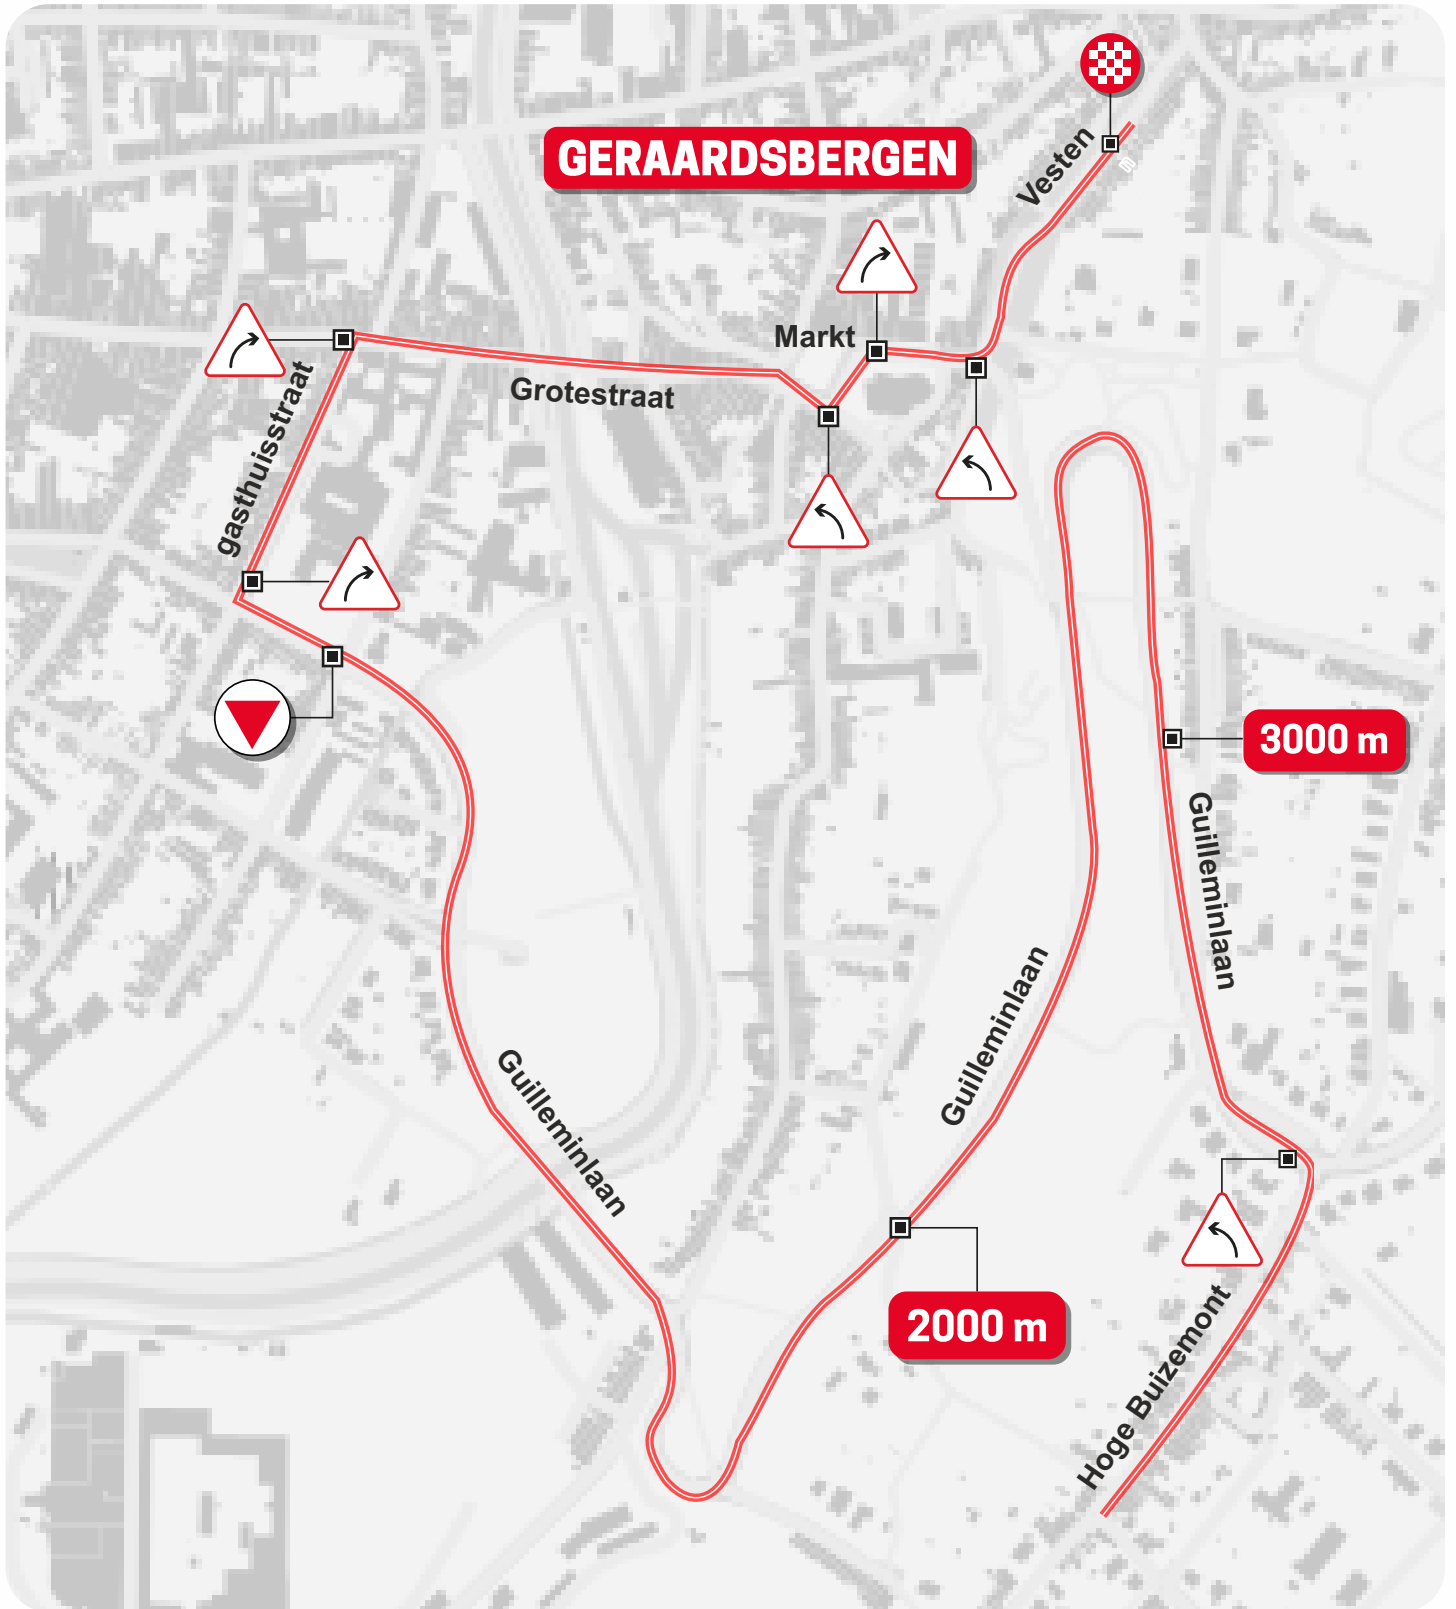 GERAARDSBERGEN
Vesten
Markt
Grotestraat
gasthuisstraat
3000 m
Guilleminlaan
Guilleminlaan
Guilleminlaan
2000 m
Hoge Buizemont